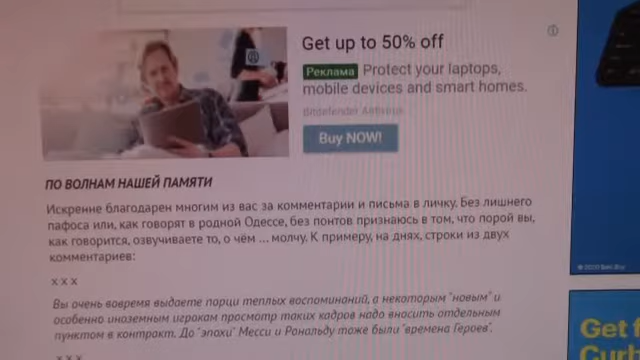 Get up to 50% off
Реклама Protect your laptops,
mobile devices and smart homes.
Bitdefender Antivirus
Buy NOW!
ПО ВОЛНАМ НАШЕЙ ПАМЯТИ
Искренне благодарен многим из вас за комментарии и письма в личку. Без лишнего
пафоса или, как говорят в родной Одессе, без понтов признаюсь в том, что порой вы,
как говорится, озвучиваете то, о чём ... молчу. К примеру, на днях, строки из двух
комментариев:
x x x
Вы очень вовремя выдаете порции теплых воспоминаний, а некоторым "новым" и
особенно иноземным игрокам просмотр таких кадров надо вносить отдельным
пунктом в контракт. До "эпохи" Месси и Роналду тоже были "времена Героев".
x x x
Get f